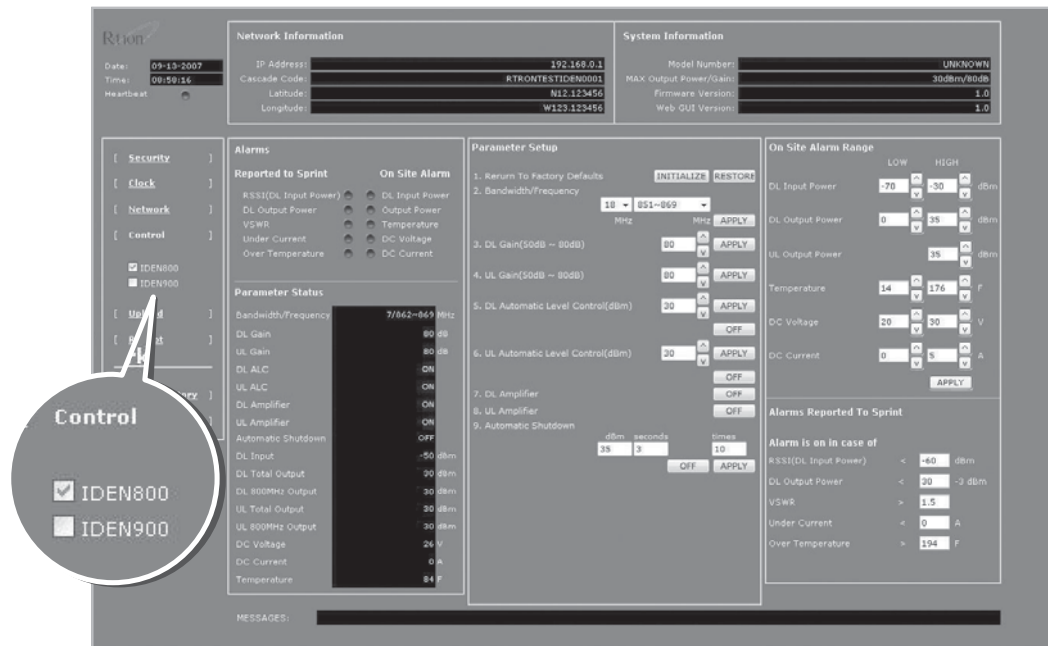 Network Information
IP Address: 192.168.0.1
Cascade Code: RTRONTESTIDEN0001
Latitude: N12.123456
Longitude: W123.123456
System Information
Model Number: UNKNOWN
MAX Output Power/Gain: 30dBm/80dB
Firmware Version: 1.0
Web GUI Version: 1.0
Date: 09-13-2007
Time: 09:50:16
Heartbeat
[ Security ]
[ Clock ]
[ Network ]
[ Control ]
IDEN800
IDEN900
Control
IDEN800
IDEN900
Alarms
Reported to Sprint On Site Alarm
RSSI(DL Input Power) DL Input Power
DL Output Power Output Power
VSWR Temperature
Under Current DC Voltage
Over Temperature DC Current
Parameter Status
Bandwidth/Frequency 7/862~869 MHz
DL Gain 80 dB
UL Gain 80 dB
DL ALC ON
UL ALC ON
DL Amplifier ON
UL Amplifier ON
Automatic Shutdown OFF
DL Input -50 dBm
DL Total Output 30 dBm
DL 800MHz Output 30 dBm
UL Total Output 30 dBm
UL 800MHz Output 30 dBm
DC Voltage 26 V
DC Current 0 A
Temperature 84 F
Parameter Setup
1. Return To Factory Defaults INITIALIZE RESTORE
2. Bandwidth/Frequency
18 851~869
MHz MHz APPLY
3. DL Gain(50dB ~ 80dB) 80 APPLY
4. UL Gain(50dB ~ 80dB) 80 APPLY
5. DL Automatic Level Control(dBm) 30 APPLY
OFF
6. UL Automatic Level Control(dBm) 30 APPLY
OFF
7. DL Amplifier OFF
8. UL Amplifier OFF
9. Automatic Shutdown
dBm seconds times
35 3 10
OFF APPLY
On Site Alarm Range
LOW HIGH
DL Input Power -70 -30 dBm
DL Output Power 0 35 dBm
UL Output Power 35 dBm
Temperature 14 176 F
DC Voltage 20 30 V
DC Current 0 5 A
APPLY
Alarms Reported To Sprint
Alarm is on in case of
RSSI(DL Input Power) < -60 dBm
DL Output Power < 30 -3 dBm
VSWR > 1.5
Under Current < 0 A
Over Temperature > 194 F
MESSAGES: